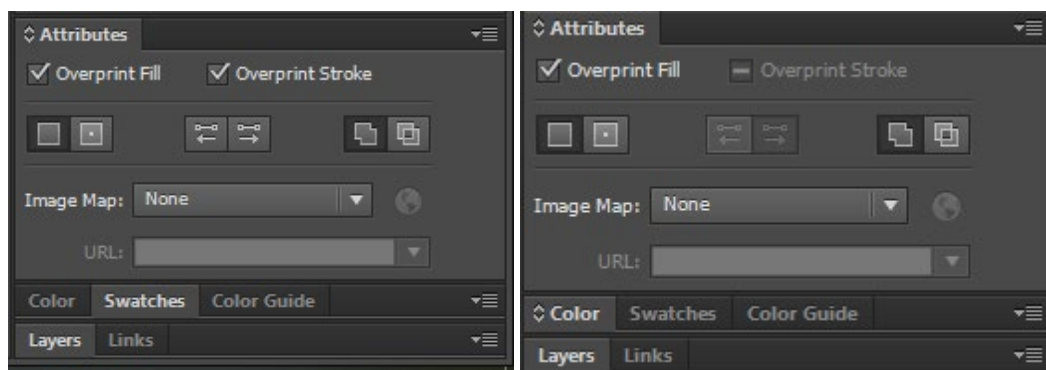 Attributes
Overprint Fill Overprint Stroke
Image Map: None
URL:
Color Swatches Color Guide
Layers Links
Attributes
Overprint Fill Overprint Stroke
Image Map: None
URL:
Color Swatches Color Guide
Layers Links